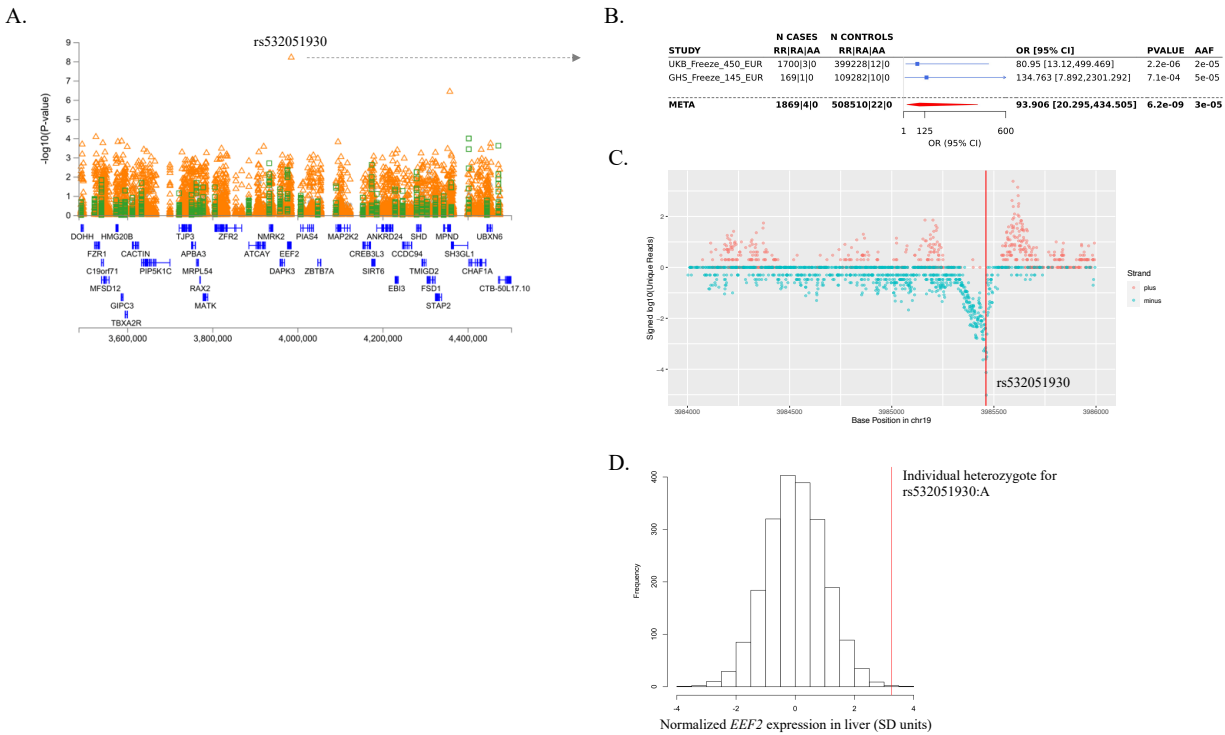 A.
rs532051930
9
8
7
6
5
4
3
2
1
0
-log10(P-value)
DOHH HMG20B TJP3 ZFR2 NMRK2 PIAS4 MAP2K2 ANKRD24 SHD MPND UBXN6
FZR1 CACTIN APBA3 ATCAY EEF2 CREB3L3 CCDC94 SH3GL1
C19orf71 PIP5K1C MRPL54 DAPK3 ZBTB7A SIRT6 TMIGD2 CHAF1A
MFSD12 RAX2 EBI3 FSD1 CTB-50L17.10
GIPC3 MATK STAP2
TBXA2R
3,600,000 3,800,000 4,000,000 4,200,000 4,400,000
B.
N CASES N CONTROLS
STUDY RR|RA|AA RR|RA|AA OR [95% CI] PVALUE AAF
UKB_Freeze_450_EUR 1700|3|0 399228|12|0 80.95 [13.12,499.469] 2.2e-06 2e-05
GHS_Freeze_145_EUR 169|1|0 109282|10|0 134.763 [7.892,2301.292] 7.1e-04 5e-05
META 1869|4|0 508510|22|0 93.906 [20.295,434.505] 6.2e-09 3e-05
1 125 600
OR (95% CI)
C.
2
0
-2
-4
Signed log10(Unique Reads)
rs532051930
3984000 3984500 3985000 3985500 3986000
Base Position in chr19
Strand
plus
minus
D.
Individual heterozygote for
rs532051930:A
400
300
200
100
0
Frequency
-4 -2 0 2 4
Normalized EEF2 expression in liver (SD units)